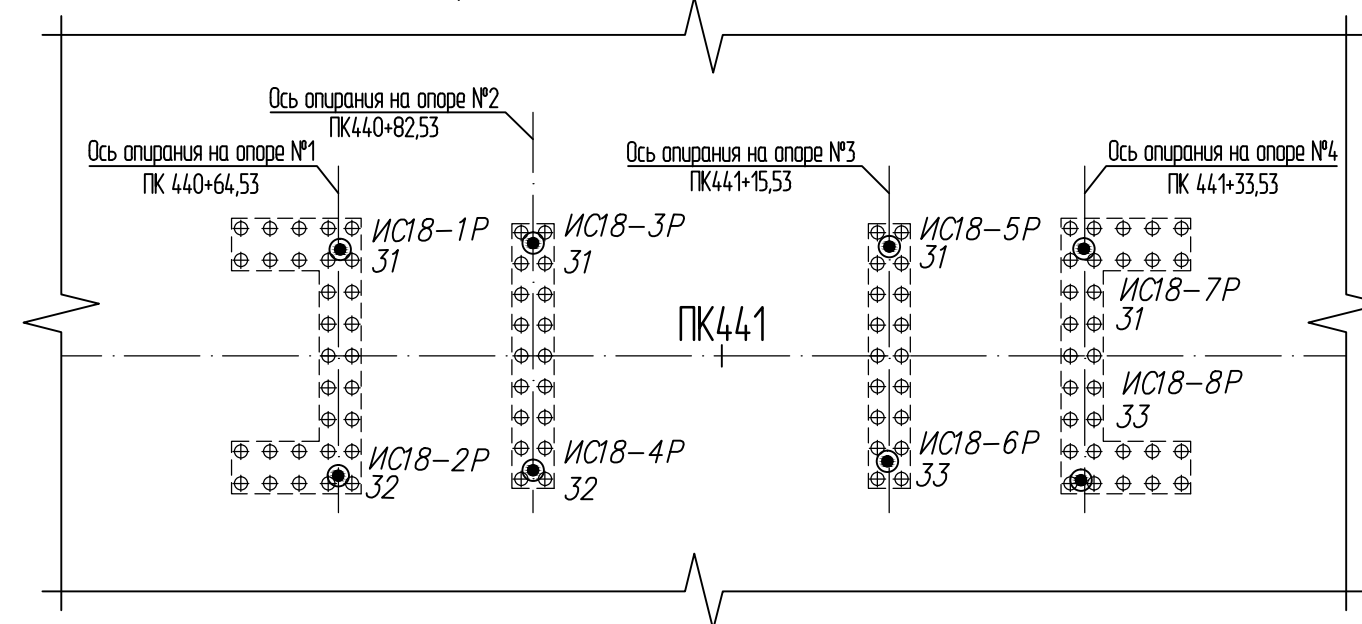 Ось опирания на опоре №2
ПК440+82,53
Ось опирания на опоре №1
ПК 440+64,53
Ось опирания на опоре №3
ПК441+15,53
Ось опирания на опоре №4
ПК 441+33,53
ИС18-1Р
31
ИС18-3Р
31
ИС18-5Р
31
ИС18-7Р
31
ПК441
ИС18-8Р
33
ИС18-2Р
32
ИС18-4Р
32
ИС18-6Р
33